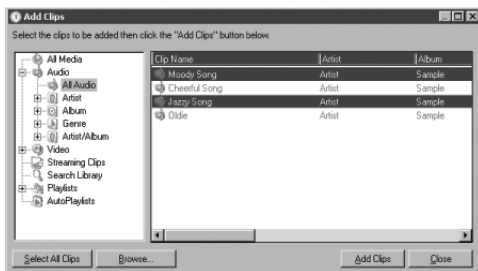 Add Clips
Select the clips to be added then click the "Add Clips" button below.
All Media
Audio
All Audio
Artist
Album
Genre
Artist/Album
Video
Streaming Clips
Search Library
Playlists
AutoPlaylists
Clip Name Artist Album
Moody Song Artist Sample
Cheerful Song Artist Sample
Jazzy Song Artist Sample
Oldie Artist Sample
Select All Clips Browse... Add Clips Close